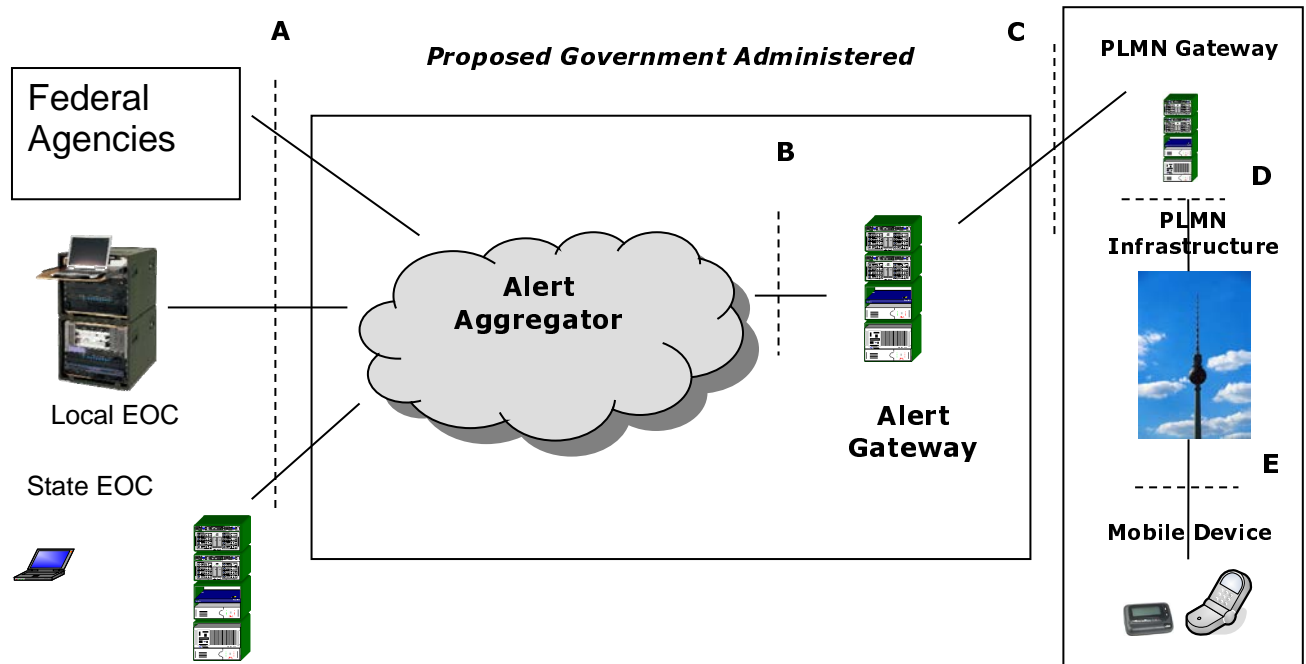 A
Proposed Government Administered
C
PLMN Gateway
Federal
Agencies
B
D
PLMN
Infrastructure
Alert
Aggregator
Local EOC
Alert
Gateway
E
State EOC
Mobile Device